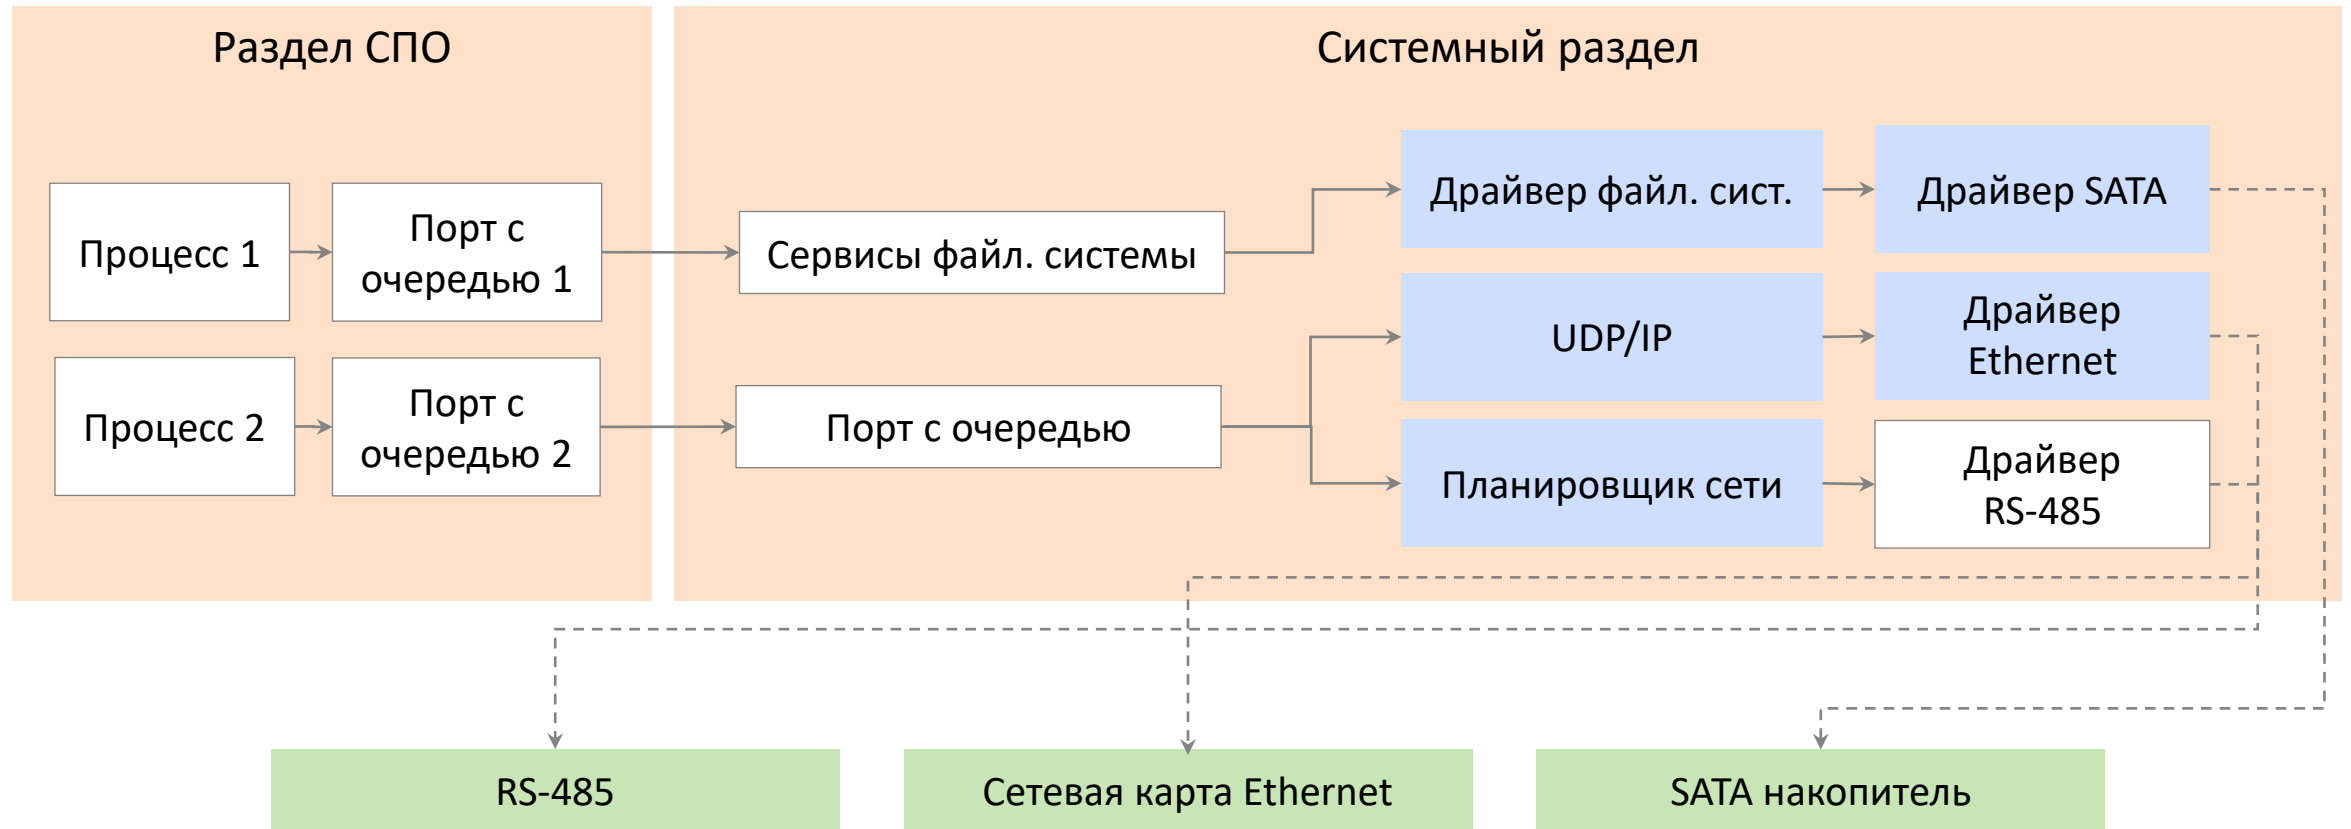 Раздел СПО
Системный раздел
Процесс 1
Порт с
очередью 1
Процесс 2
Порт с
очередью 2
Сервисы файл. системы
Порт с очередью
Драйвер файл. сист.
Драйвер SATA
UDP/IP
Драйвер
Ethernet
Планировщик сети
Драйвер
RS-485
RS-485
Сетевая карта Ethernet
SATA накопитель